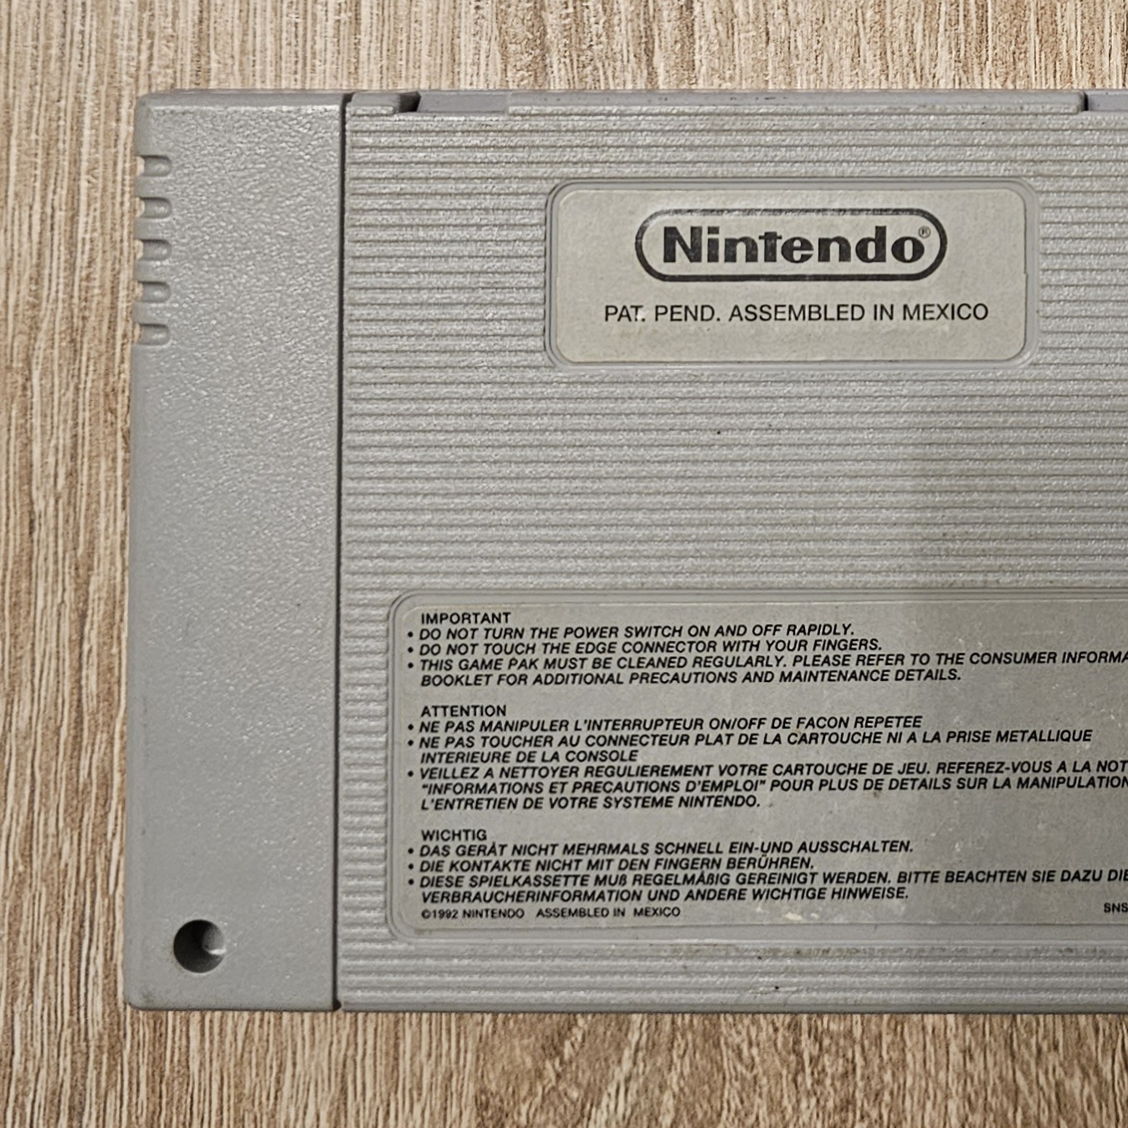 Nintendo®
PAT. PEND. ASSEMBLED IN MEXICO
IMPORTANT
• DO NOT TURN THE POWER SWITCH ON AND OFF RAPIDLY.
• DO NOT TOUCH THE EDGE CONNECTOR WITH YOUR FINGERS.
• THIS GAME PAK MUST BE CLEANED REGULARLY. PLEASE REFER TO THE CONSUMER INFORMA
BOOKLET FOR ADDITIONAL PRECAUTIONS AND MAINTENANCE DETAILS.
ATTENTION
• NE PAS MANIPULER L'INTERRUPTEUR ON/OFF DE FACON REPETEE
• NE PAS TOUCHER AU CONNECTEUR PLAT DE LA CARTOUCHE NI A LA PRISE METALLIQUE
INTERIEURE DE LA CONSOLE
• VEILLEZ A NETTOYER REGULIEREMENT VOTRE CARTOUCHE DE JEU. REFEREZ-VOUS A LA NOT
"INFORMATIONS ET PRECAUTIONS D'EMPLOI" POUR PLUS DE DETAILS SUR LA MANIPULATION
L'ENTRETIEN DE VOTRE SYSTEME NINTENDO.
WICHTIG
• DAS GERÄT NICHT MEHRMALS SCHNELL EIN-UND AUSSCHALTEN.
• DIE KONTAKTE NICHT MIT DEN FINGERN BERÜHREN.
• DIESE SPIELKASSETTE MUß REGELMÄßIG GEREINIGT WERDEN. BITTE BEACHTEN SIE DAZU DIE
VERBRAUCHERINFORMATION UND ANDERE WICHTIGE HINWEISE.
©1992 NINTENDO ASSEMBLED IN MEXICO SNS